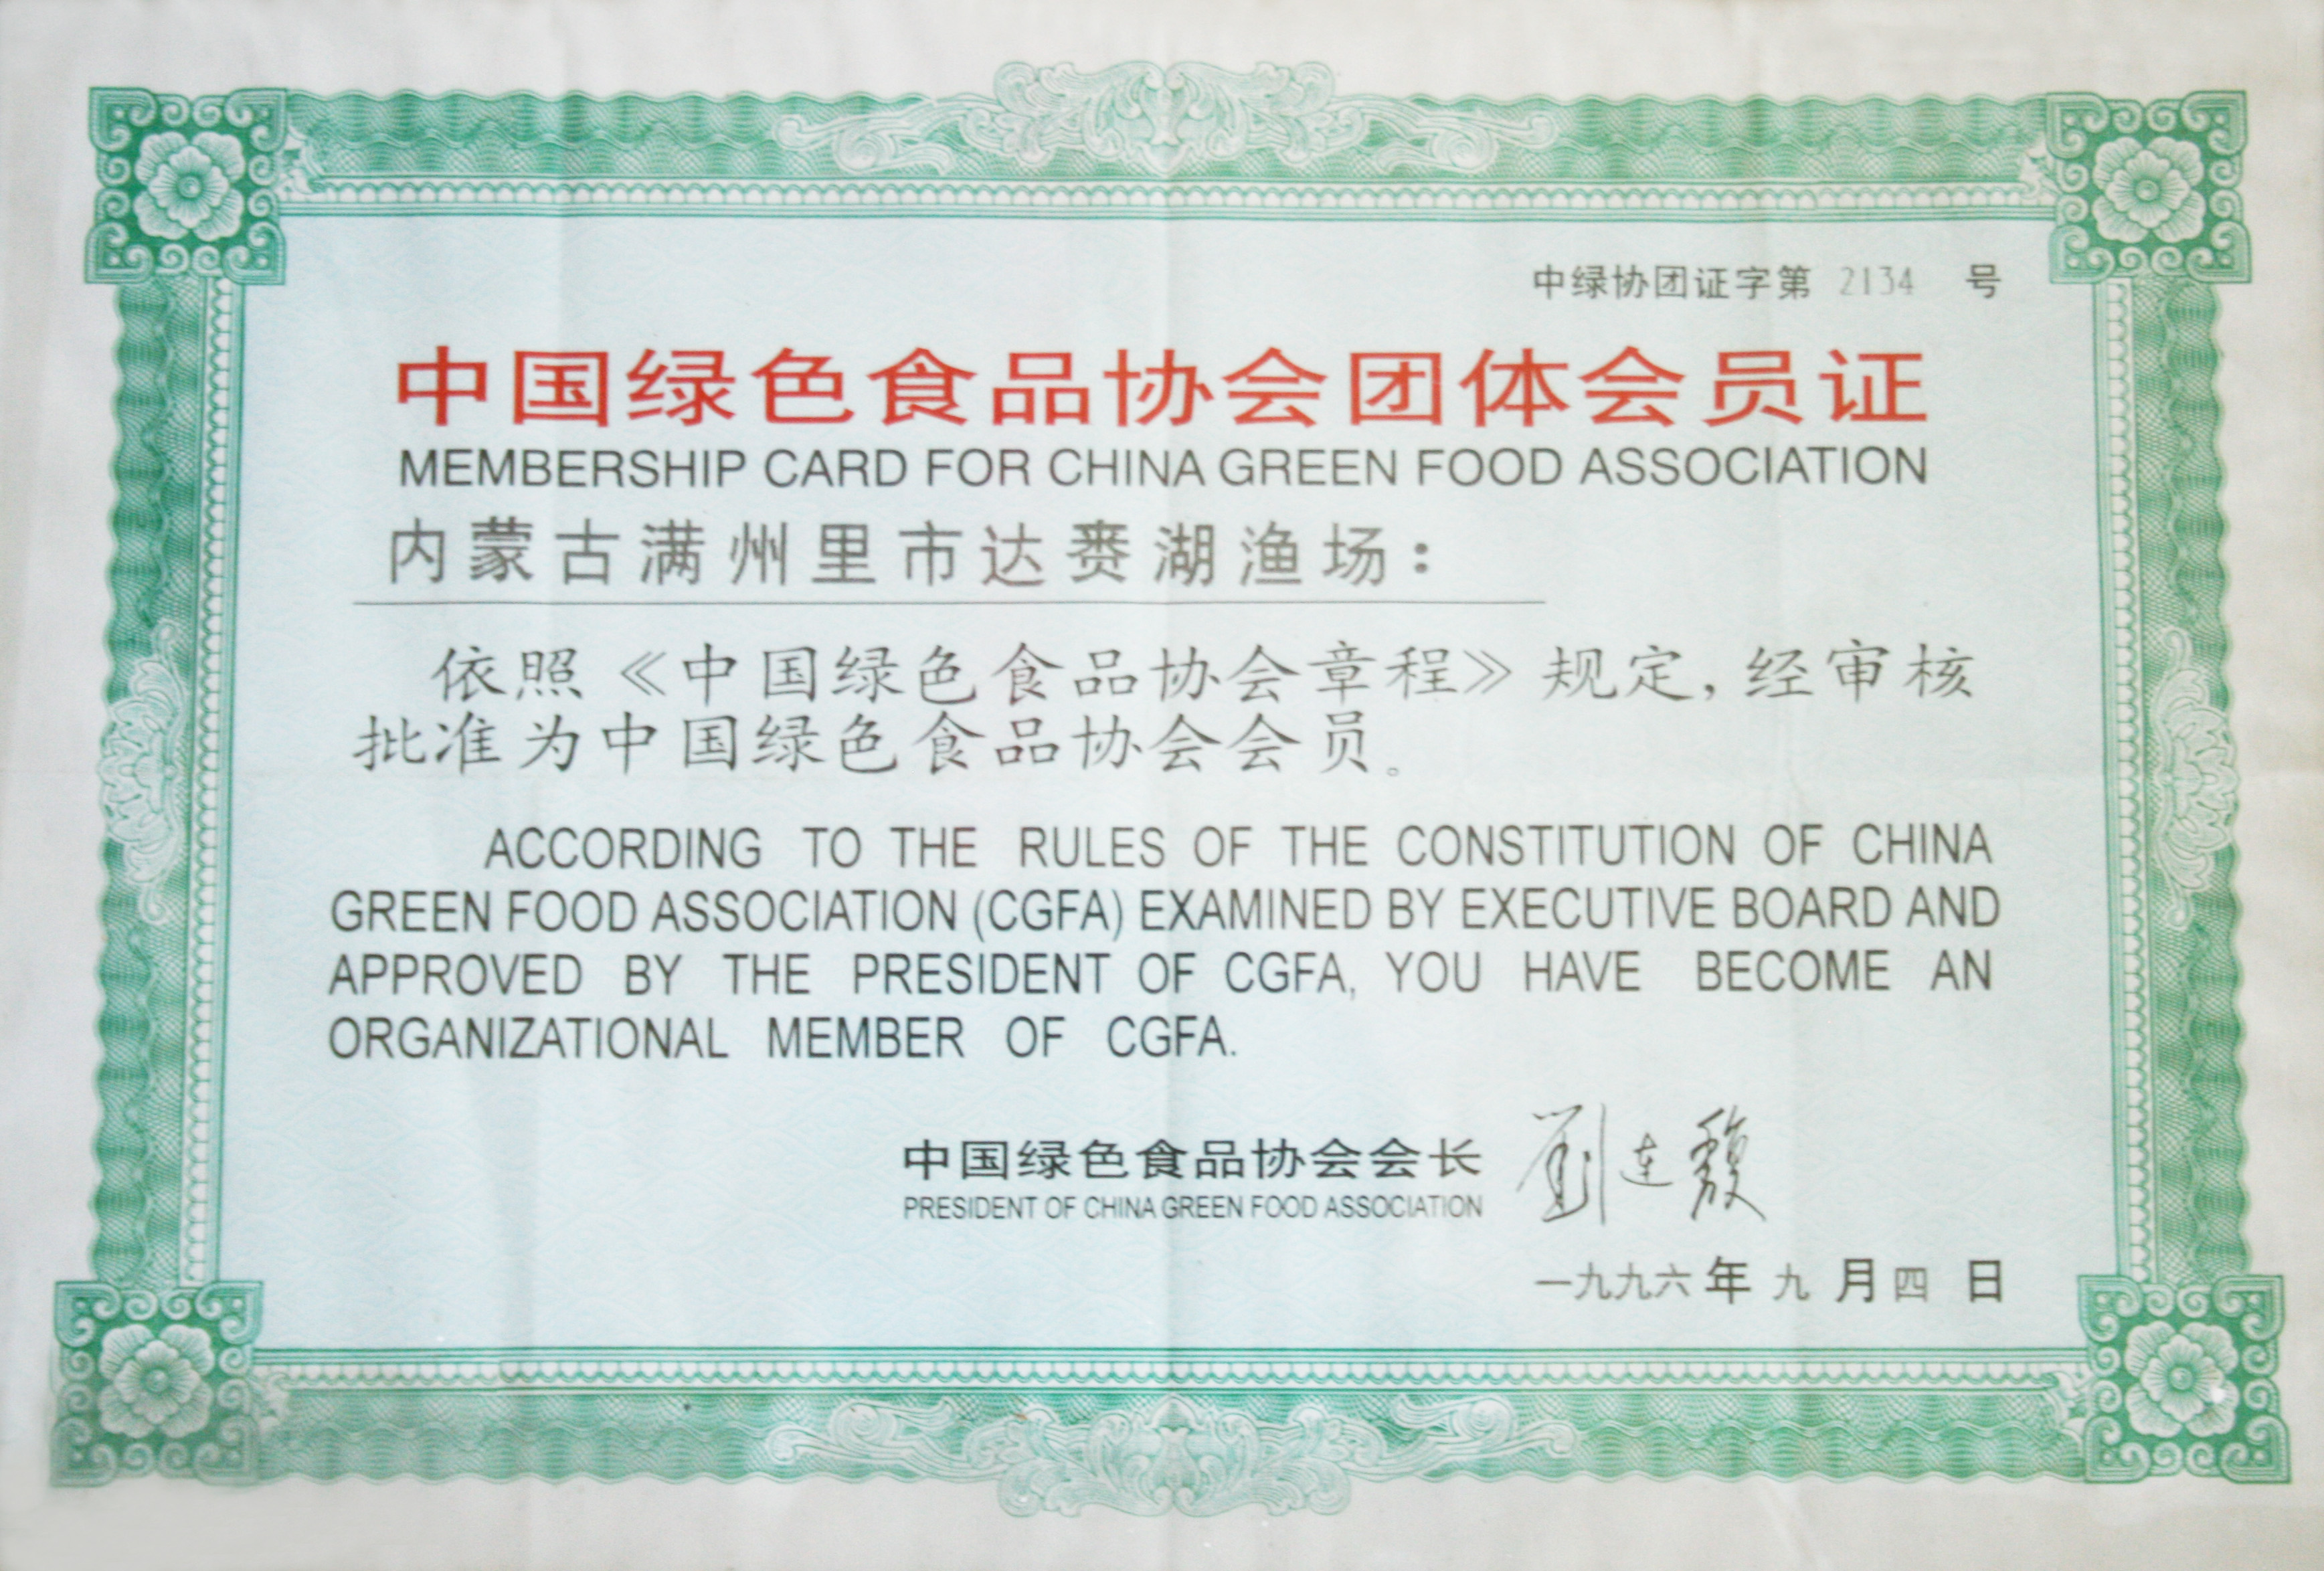 中绿协团证字第 2134 号
中国绿色食品协会团体会员证
MEMBERSHIP CARD FOR CHINA GREEN FOOD ASSOCIATION
内蒙古满州里市达赉湖渔场：
依照《中国绿色食品协会章程》规定，经审核
批准为中国绿色食品协会会员。
ACCORDING TO THE RULES OF THE CONSTITUTION OF CHINA
GREEN FOOD ASSOCIATION (CGFA) EXAMINED BY EXECUTIVE BOARD AND
APPROVED BY THE PRESIDENT OF CGFA, YOU HAVE BECOME AN
ORGANIZATIONAL MEMBER OF CGFA.
中国绿色食品协会会长 劉连馥
PRESIDENT OF CHINA GREEN FOOD ASSOCIATION
一九九六年九月四日